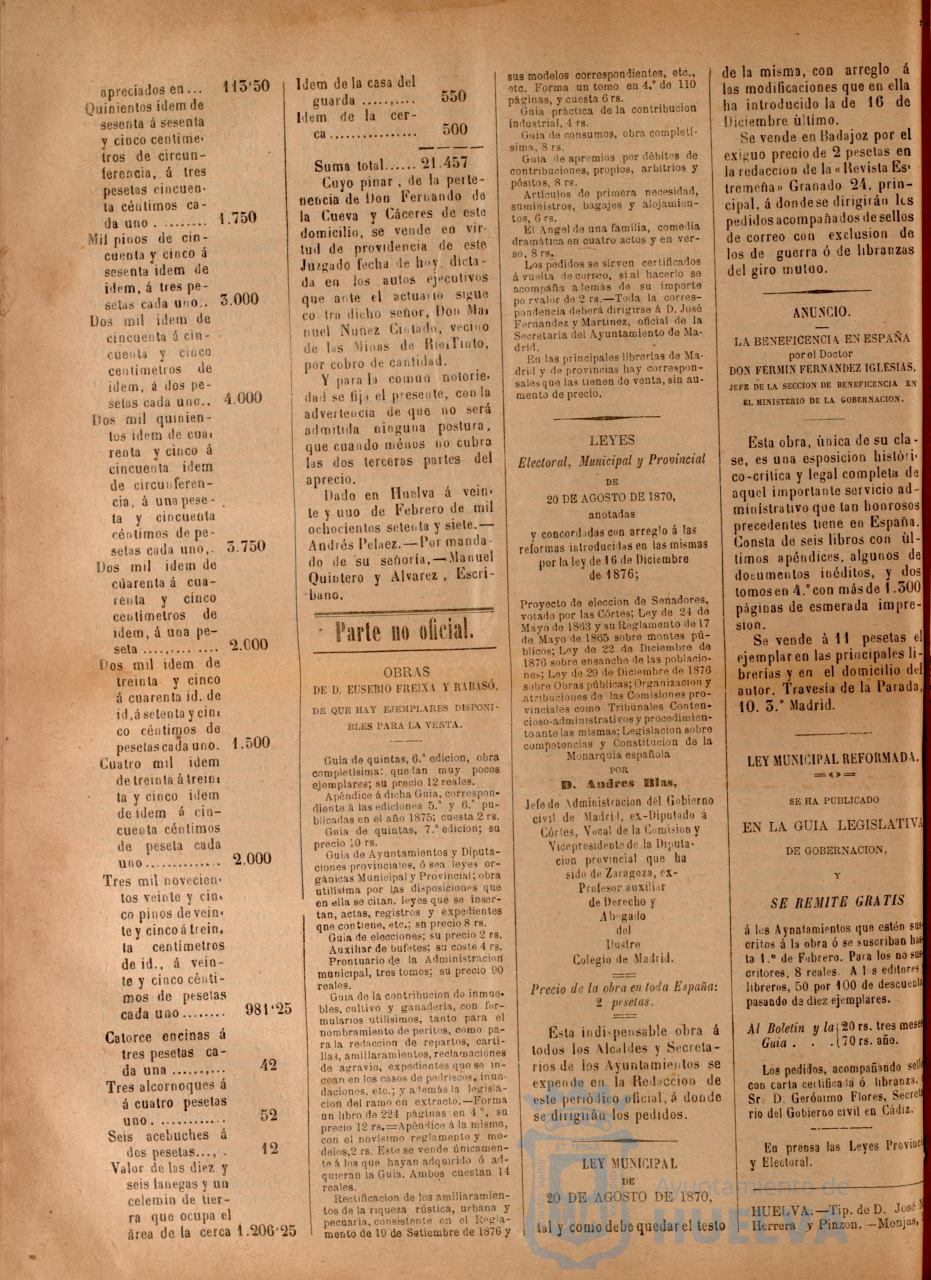 apreciados en... 113'50
Quinientos idem de
sesenta á sesenta
y cinco centime-
tros de circun-
ferencia, á tres
pesetas cincuen-
ta céntimos ca-
da uno . ........ 1.750
Mil pinos de cin-
cuenta y cinco á
sesenta idem de
idem, á tres pe-
setas cada uno.. 3.000
Dos mil idem de
cincuenta á cin-
cuenta y cinco
centimetros de
idem, á dos pe-
setas cada uno.. 4.000
Dos mil quinien-
tos idem de cua-
renta y cinco á
cincuenta idem
de circunferen-
cia, á una pese-
ta y cincuenta
céntimos de pe-
setas cada uno,. 3.750
Dos mil idem de
cuarenta á cua-
renta y cinco
centimetros de
idem, á una pe-
seta ............. 2.000
Dos mil idem de
treinta y cinco
á cuarenta id. de
id, á setenta y cin-
co céntimos de
pesetas cada uno. 1.500
Cuatro mil idem
de treinta á trein-
ta y cinco idem
de idem á cin-
cuenta céntimos
de peseta cada
uno............. 2.000
Tres mil novecien-
tos veinte y cin-
co pinos de vein-
te y cinco á trein-
ta centimetros
de id., á vein-
te y cinco cénti-
mos de pesetas
cada uno........ 981'25
Catorce encinas á
tres pesetas ca-
da una ........,. 42
Tres alcornoques á
á cuatro pesetas
uno............. 52
Seis acebuches á
dos pesetas...,. 12
Valor de las diez y
seis fanegas y un
celemin de tier-
ra que ocupa el
área de la cerca 1.206'25
Idem de la casa del
guarda ......,... 550
Idem de la cer-
ca............... 500
Suma total...... 21.457
Cuyo pinar, de la perte-
nencia de Don Fernando de
la Cueva y Cáceres de este
domicilio, se vende en vir-
tud de providencia de este
Juzgado fecha de hoy, dicta-
da en los autos ejecutivos
que ante el actuario sigue
co tra dicho señor, Don Ma-
nuel Nuñez Cintado, vecino
de las Minas de RioTinto,
por cobro de cantidad.
Y para la comun notorie-
dad se fija el presente, con la
advertencia de que no será
admitida ninguna postura,
que cuando ménos no cubra
las dos terceras partes del
aprecio.
Dado en Huelva á vein-
te y uno de Febrero de mil
ochocientos setenta y siete.—
Andrés Pelaez.—Por manda-
do de su señoría,—Manuel
Quintero y Alvarez, Escri-
bano.
Parte no oficial.
OBRAS
DE D. EUSEBIO FREIXA Y RABASÓ,
DE QUE HAY EJEMPLARES DISPONI-
BLES PARA LA VENTA.
Guia de quintas, 6.ª edicion, obra
completísima: quedan muy pocos
ejemplares; su precio 12 reales.
Apéndice á dicha Guia, correspon-
diente á las ediciones 5.ª y 6.ª pu-
blicadas en el año 1875; cuesta 2 rs.
Guia de quintas, 7.ª edicion; su
precio 10 rs.
Guia de Ayuntamientos y Diputa-
ciones provinciales, ó sea leyes or-
gánicas Municipal y Provincial; obra
utilísima por las disposiciones que
en ella se citan, leyes que se inser-
tan, actas, registros y expedientes
que contiene, etc.; su precio 8 rs.
Guia de elecciones; su precio 2 rs.
Auxiliar de bufetes; su coste 4 rs.
Prontuario de la Administracion
municipal, tres tomos; su precio 90
reales.
Guia de la contribucion de inmue-
bles, cultivo y ganadería, con for-
mularios utilísimos, tanto para el
nombramiento de peritos, como pa-
ra la redaccion de repartos, carti-
llas, amillaramientos, reclamaciones
de agravio, expedientes que se in-
coan en los casos de pedriscos, inun-
daciones, etc.; y además la legisla-
cion del ramo en extracto.—Forma
un libro de 224 páginas en 4.º, su
precio 12 rs.=Apéndice á la misma,
con el novísimo reglamento y mo-
delos, 2 rs. Este se vende únicamen-
te á los que hayan adquirido ó ad-
quieran la Guia. Ambos cuestan 14
reales.
Rectificacion de los amillaramien-
tos de la riqueza rústica, urbana y
pecuaria, consistente en el Regla-
mento de 19 de Setiembre de 1876 y
sus modelos correspondientes, etc.,
etc. Forma un tomo en 4.º de 110
páginas, y cuesta 6 rs.
Guia práctica de la contribucion
industrial, 4 rs.
Guia de consumos, obra completí-
sima, 8 rs.
Guia de apremios por débitos de
contribuciones, propios, arbitrios y
pósitos, 8 rs.
Artículos de primera necesidad,
suministros, bagajes y alojamien-
tos, 6 rs.
El Angel de una familia, comedia
dramática en cuatro actos y en ver-
so, 8 rs.
Los pedidos se sirven certificados
á vuelta de correo, si al hacerlo se
acompaña además de su importe
po rvalor de 2 rs.—Toda la corres-
pondencia deberá dirigirse á D. José
Fernandez y Martinez, oficial de la
Secretaría del Ayuntamiento de Ma-
drid.
En las principales librerías de Ma-
drid y de provincias hay correspon-
sales que las tienen de venta, sin au-
mento de precio.
LEYES
Electoral, Municipal y Provincial
DE
20 DE AGOSTO DE 1870,
anotadas
y concordadas con arreglo á las
reformas introducidas en las mismas
por la ley de 16 de Diciembre
de 1876;
Proyecto de eleccion de Senadores,
votado por las Córtes; Ley de 24 de
Mayo de 1863 y su Reglamento de 17
de Mayo de 1865 sobre montes pú-
blicos; Ley de 22 de Diciembre de
1876 sobre ensanche de las poblacio-
nes; Ley de 29 de Diciembre de 1876
sobre Obras públicas; Organizacion y
atribuciones de las Comisiones pro-
vinciales como Tribunales Conten-
cioso-administrativos y procedimien-
to ante las mismas; Legislacion sobre
competencias y Constitucion de la
Monarquía española
POR
D. Andres Blas,
Jefe de Administracion del Gobierno
civil de Madrid, ex-Diputado á
Córtes, Vocal de la Comision y
Vicepresidente de la Diputa-
cion provincial que ha
sido de Zaragoza, ex-
Profesor auxiliar
de Derecho y
Abogado
del
Ilustre
Colegio de Madrid.
Precio de la obra en toda España:
2 pesetas.
Esta indispensable obra á
todos los Alcaldes y Secreta-
rios de los Ayuntamientos se
expende en la Redaccion de
este periódico oficial, á donde
se dirigirán los pedidos.
LEY MUNICIPAL
DE
20 DE AGOSTO DE 1870,
tal y como debe quedar el testo
de la misma, con arreglo á
las modificaciones que en ella
ha introducido la de 16 de
Diciembre último.
Se vende en Badajoz por el
exiguo precio de 2 pesetas en
la redaccion de la «Revista Es-
tremeña» Granado 24, prin-
cipal, á donde se dirigirán los
pedidos acompañados de sellos
de correo con exclusion de
los de guerra ó de libranzas
del giro mutuo.
ANUNCIO.
LA BENEFICENCIA EN ESPAÑA
por el Doctor
DON FERMIN FERNANDEZ IGLESIAS,
JEFE DE LA SECCION DE BENEFICENCIA EN
EL MINISTERIO DE LA GOBERNACION.
Esta obra, única de su cla-
se, es una esposicion históri-
co-crítica y legal completa de
aquel importante servicio ad-
ministrativo que tan honrosos
precedentes tiene en España.
Consta de seis libros con úl-
timos apéndices, algunos de
documentos inéditos, y dos
tomos en 4.º con más de 1.300
páginas de esmerada impre-
sion.
Se vende á 11 pesetas el
ejemplar en las principales li-
brerías y en el domicilio del
autor. Travesía de la Parada,
10. 3.º Madrid.
LEY MUNICIPAL REFORMADA.
SE HA PUBLICADO
EN LA GUIA LEGISLATIVA
DE GOBERNACION,
Y
SE REMITE GRATIS
á los Ayuntamientos que estén sus-
critos á la obra ó se suscriban has-
ta 1.º de Febrero. Para los no sus-
critores, 8 reales. A l s editores
libreros, 50 por 100 de descuento
pasando de diez ejemplares.
Al Boletin y la {20 rs. tres meses
Guia . . . {70 rs. año.
Los pedidos, acompañando sello
con carta certificada ó libranza.
Sr D. Gerónimo Flores, Secreta-
rio del Gobierno civil en Cádiz.
En prensa las Leyes Provinc
y Electoral.
HUELVA.—Tip. de D. José
Herrera y Pinzon.—Monjas,
Ayuntamiento de
HUELVA